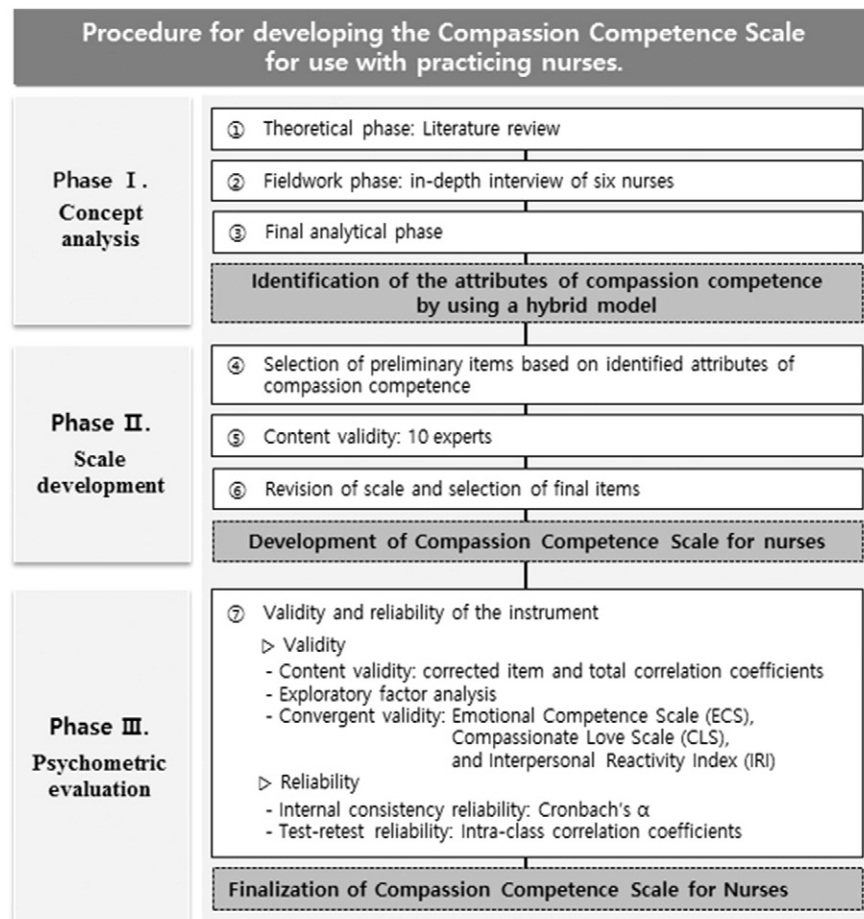 Procedure for developing the Compassion Competence Scale
for use with practicing nurses.
Phase Ⅰ.
Concept
analysis
① Theoretical phase: Literature review
② Fieldwork phase: in-depth interview of six nurses
③ Final analytical phase
Identification of the attributes of compassion competence
by using a hybrid model
Phase Ⅱ.
Scale
development
④ Selection of preliminary items based on identified attributes of
compassion competence
⑤ Content validity: 10 experts
⑥ Revision of scale and selection of final items
Development of Compassion Competence Scale for nurses
Phase Ⅲ.
Psychometric
evaluation
⑦ Validity and reliability of the instrument
▷ Validity
- Content validity: corrected item and total correlation coefficients
- Exploratory factor analysis
- Convergent validity: Emotional Competence Scale (ECS),
Compassionate Love Scale (CLS),
and Interpersonal Reactivity Index (IRI)
▷ Reliability
- Internal consistency reliability: Cronbach's α
- Test-retest reliability: Intra-class correlation coefficients
Finalization of Compassion Competence Scale for Nurses